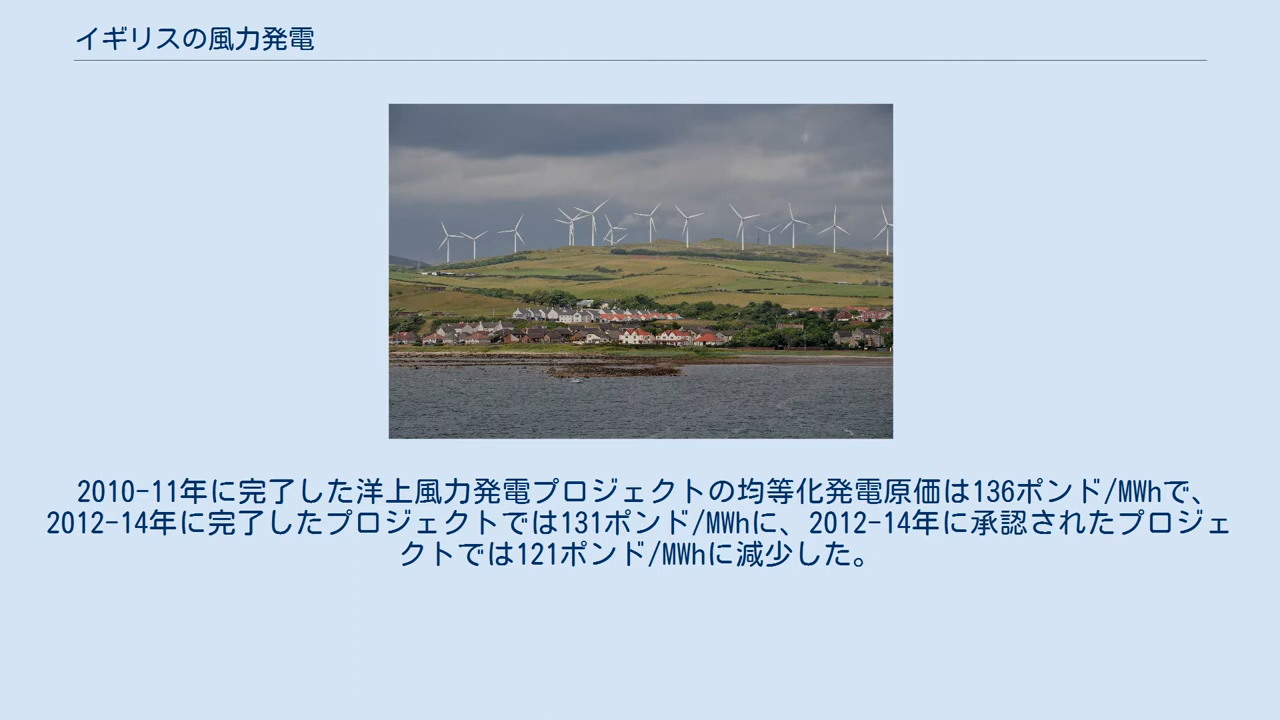 イギリスの風力発電
2010-11年に完了した洋上風力発電プロジェクトの均等化発電原価は136ポンド/MWhで、
2012-14年に完了したプロジェクトでは131ポンド/MWhに、2012-14年に承認されたプロジェ
クトでは121ポンド/MWhに減少した。